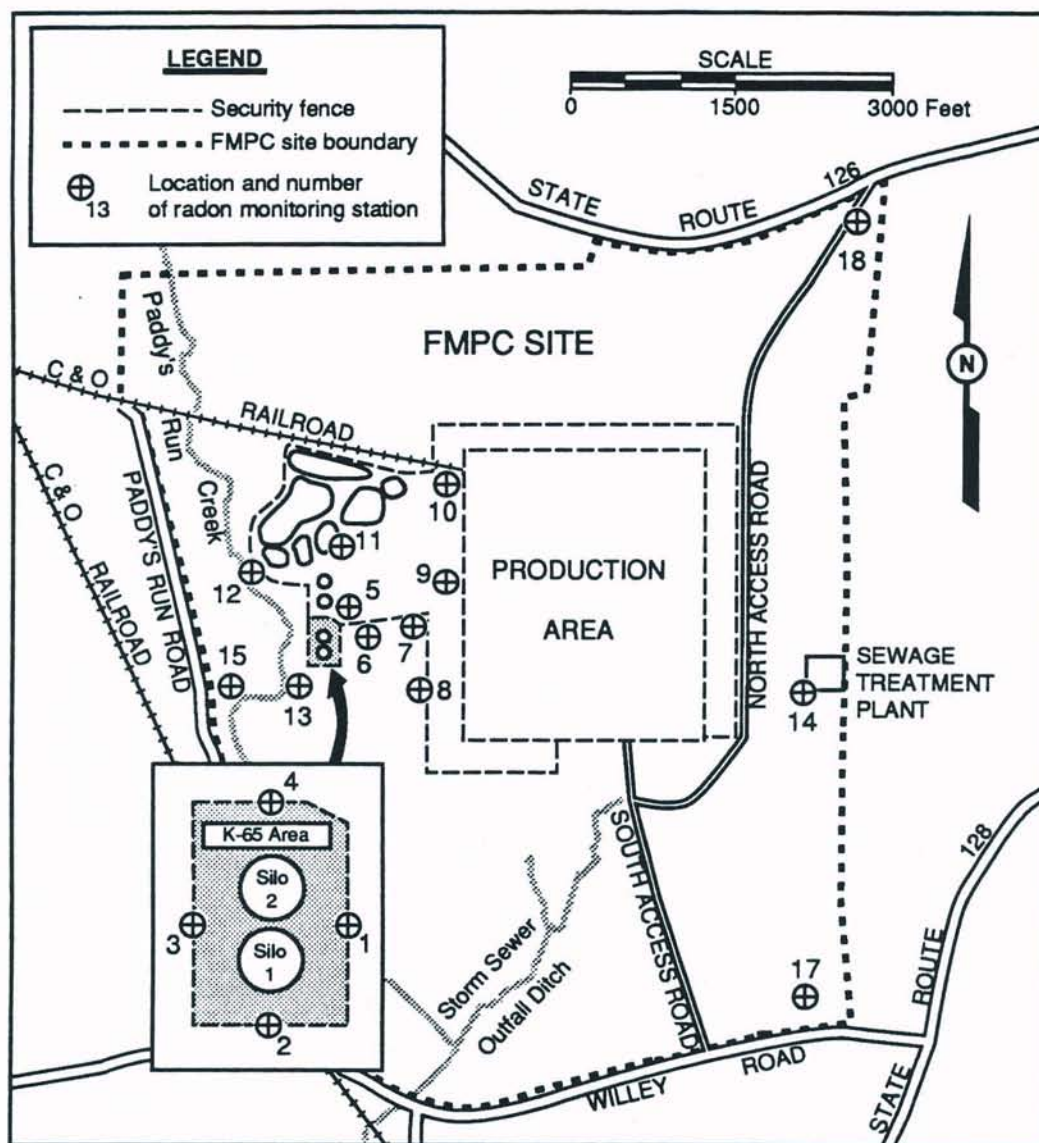 LEGEND
Security fence
FMPC site boundary
13
Location and number
of radon monitoring station
SCALE
0 1500 3000 Feet
STATE ROUTE 126
18
N
FMPC SITE
Paddy's Run Creek
C & O RAILROAD
C & O RAILROAD
PADDY'S RUN ROAD
10
11
12
5
9
6
7
8
15
13
PRODUCTION
AREA
NORTH ACCESS ROAD
SEWAGE
TREATMENT
PLANT
14
4
K-65 Area
Silo
2
3
1
Silo
1
2
Storm Sewer
Outfall Ditch
SOUTH ACCESS ROAD
17
WILLEY ROAD
STATE ROUTE 128